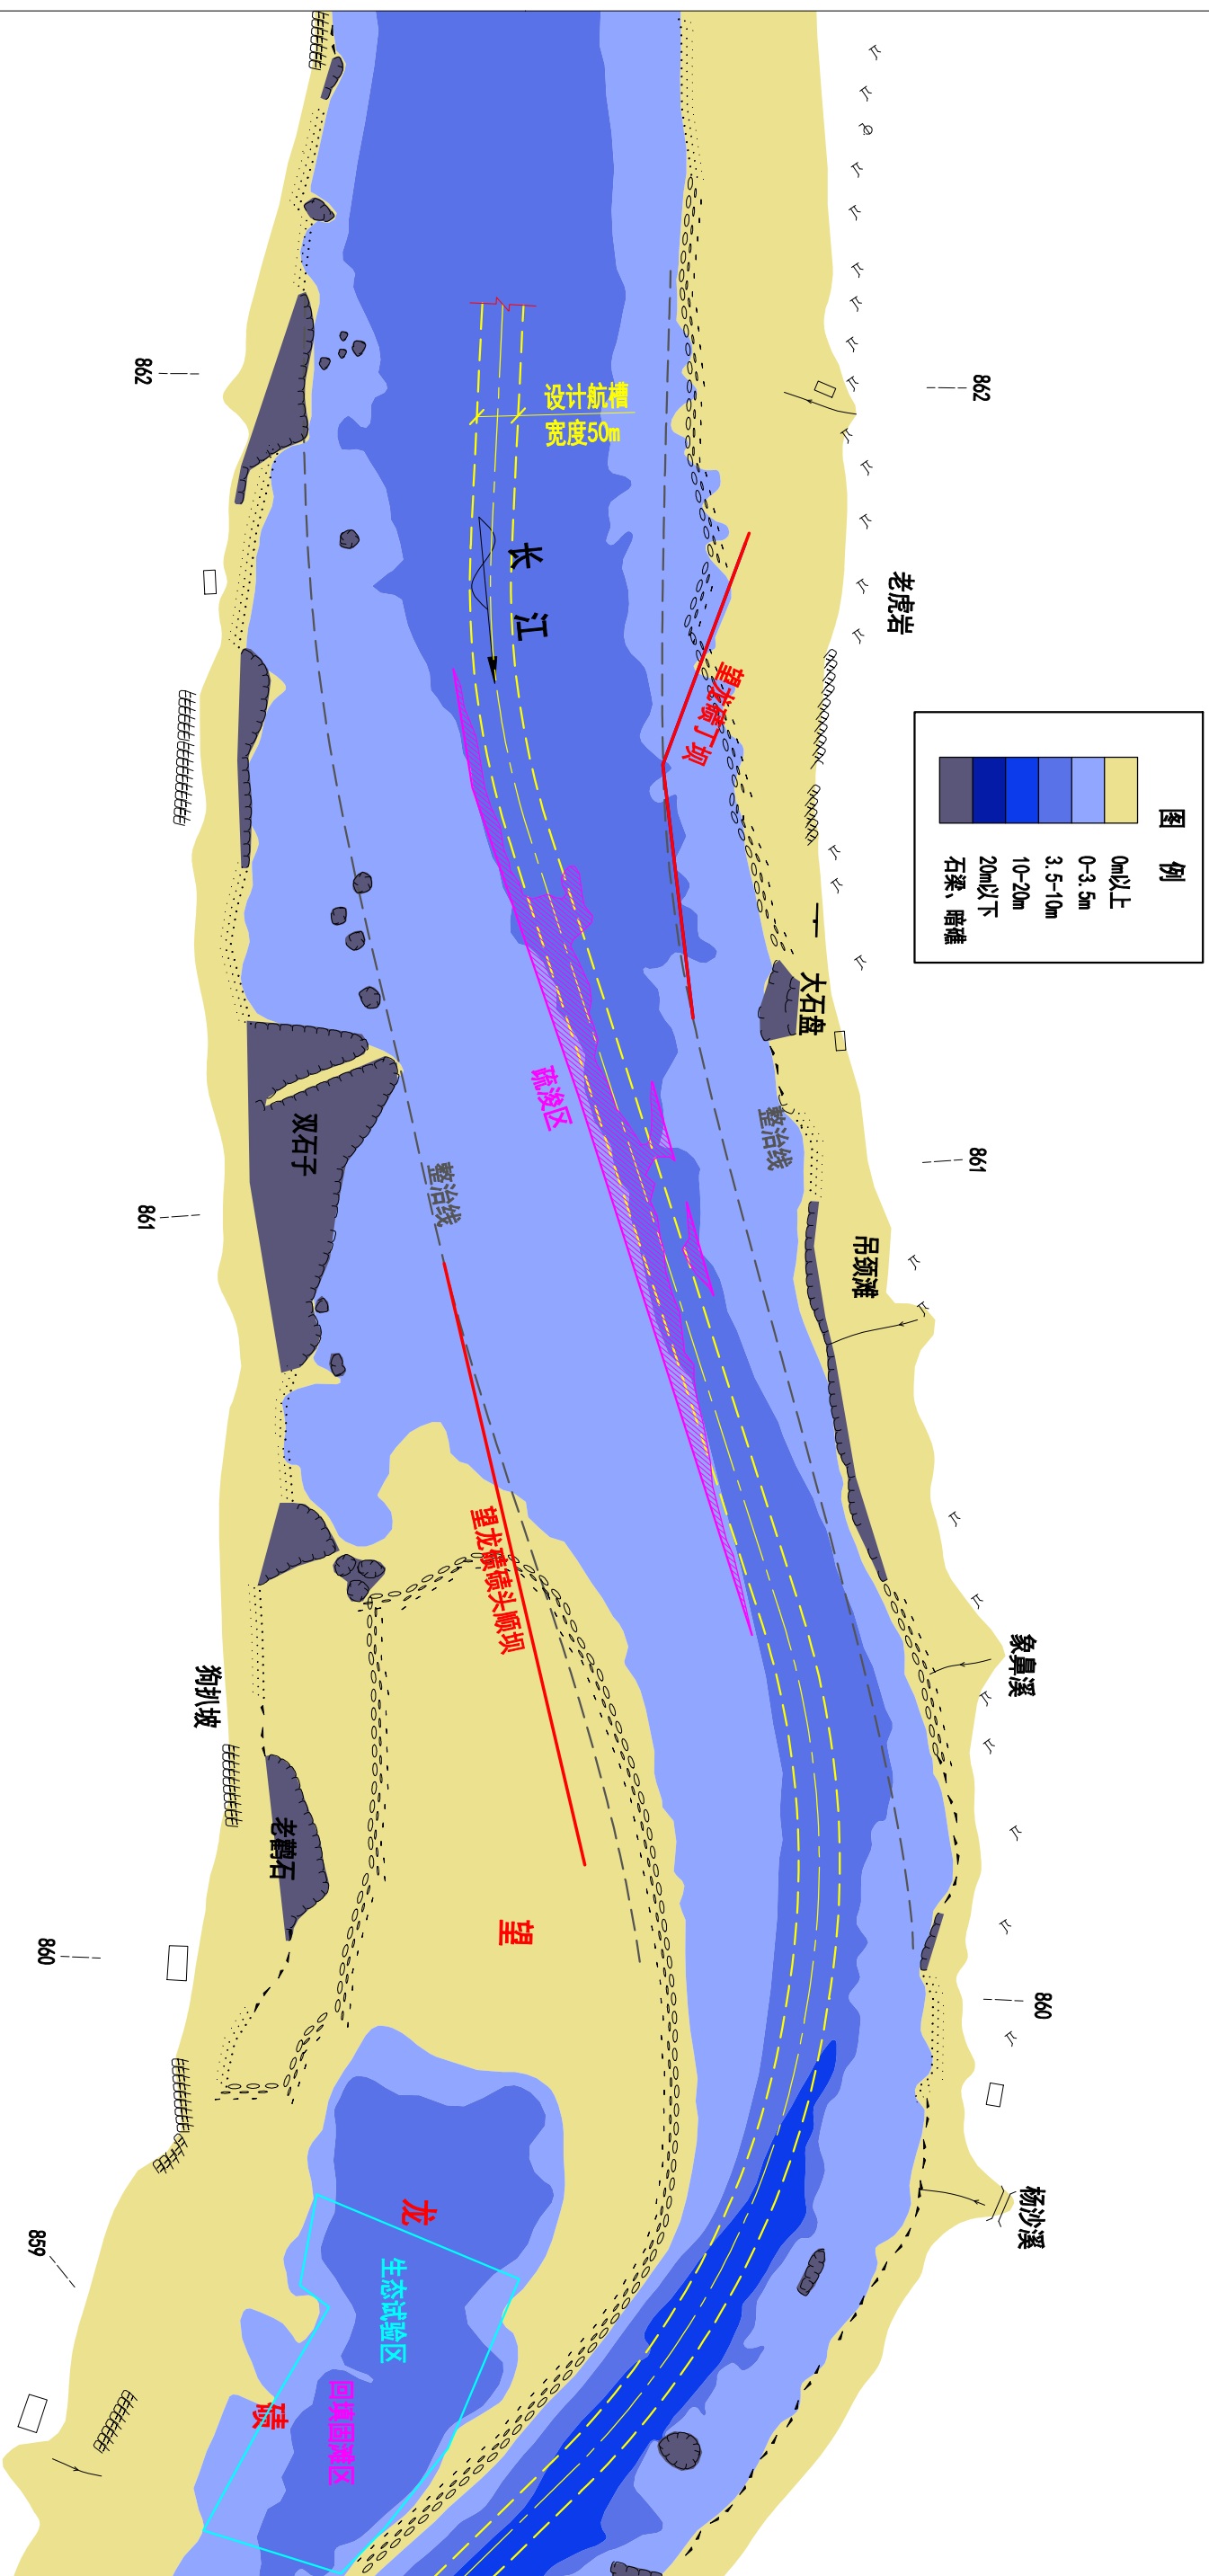 图 例
0m以上
0-3.5m
3.5-10m
10-20m
20m以下
石梁、暗礁
862
862
设计航槽
宽度50m
长 江
老虎岩
望龙碛丁坝
大石盘
疏浚区
整治线
861
双石子
整治线
861
吊颈滩
望龙碛碛头顺坝
象鼻溪
狗扒坡
老鹳石
望
860
860
杨沙溪
龙
859
生态试验区
碛
回填固滩区